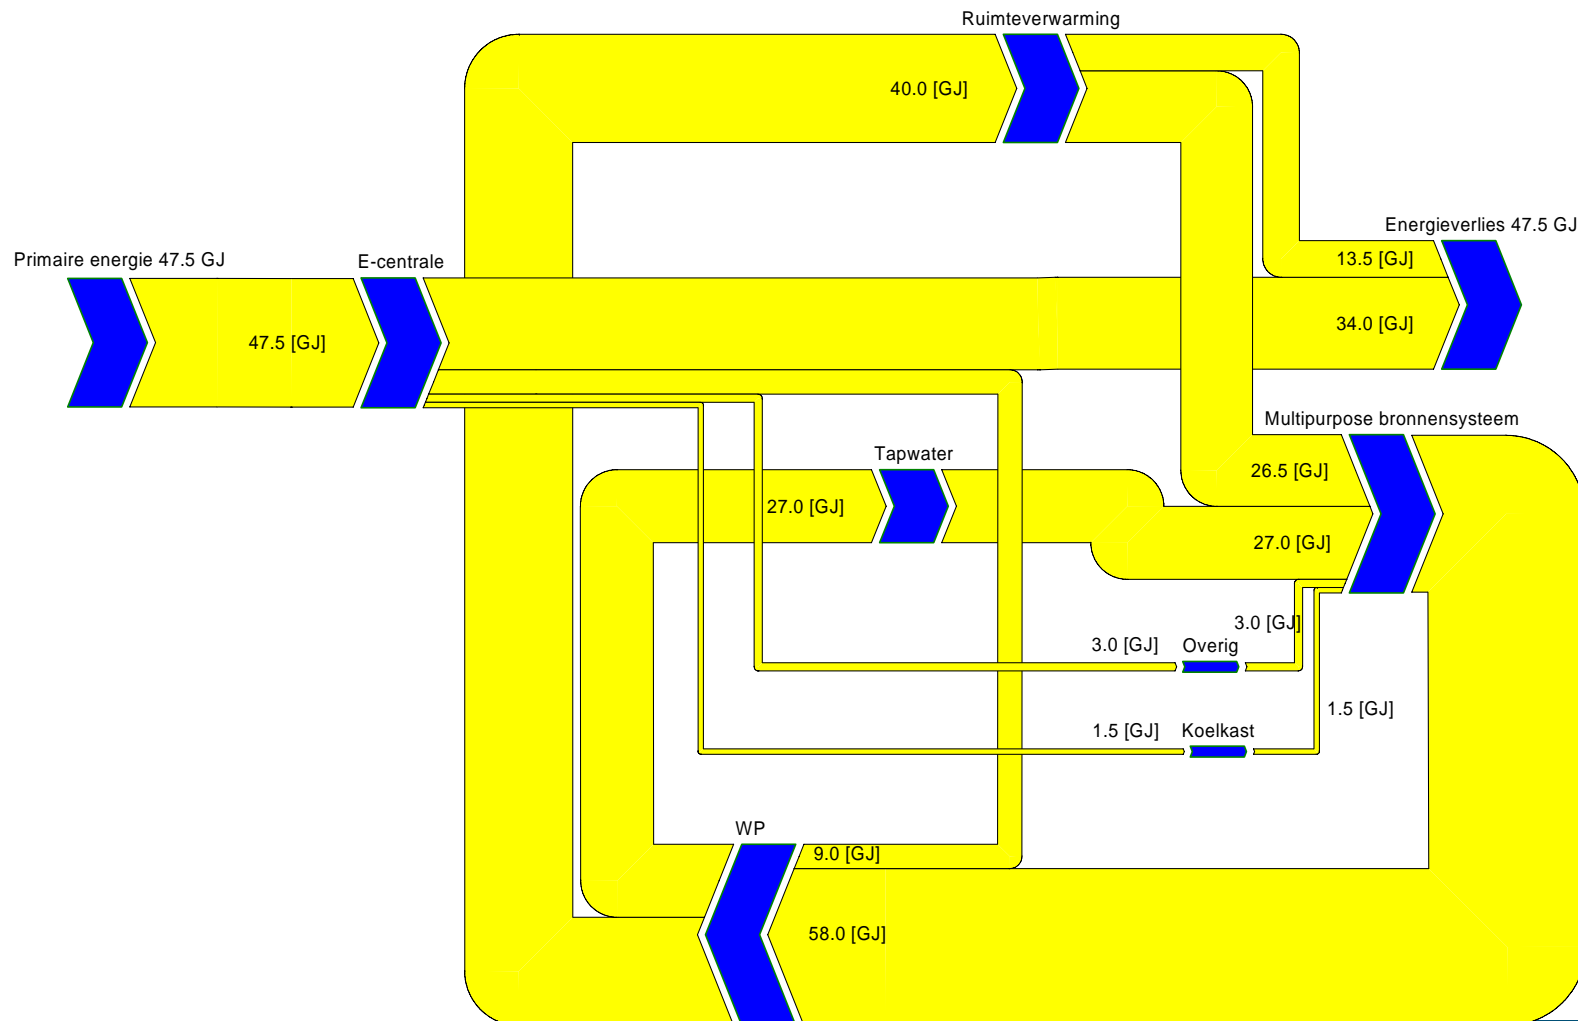 Ruimteverwarming
40.0 [GJ]
Energieverlies 47.5 GJ
Primaire energie 47.5 GJ
E-centrale
13.5 [GJ]
34.0 [GJ]
47.5 [GJ]
Multipurpose bronnensysteem
Tapwater
26.5 [GJ]
27.0 [GJ]
27.0 [GJ]
3.0 [GJ]
3.0 [GJ]
Overig
1.5 [GJ]
1.5 [GJ]
Koelkast
WP
9.0 [GJ]
58.0 [GJ]